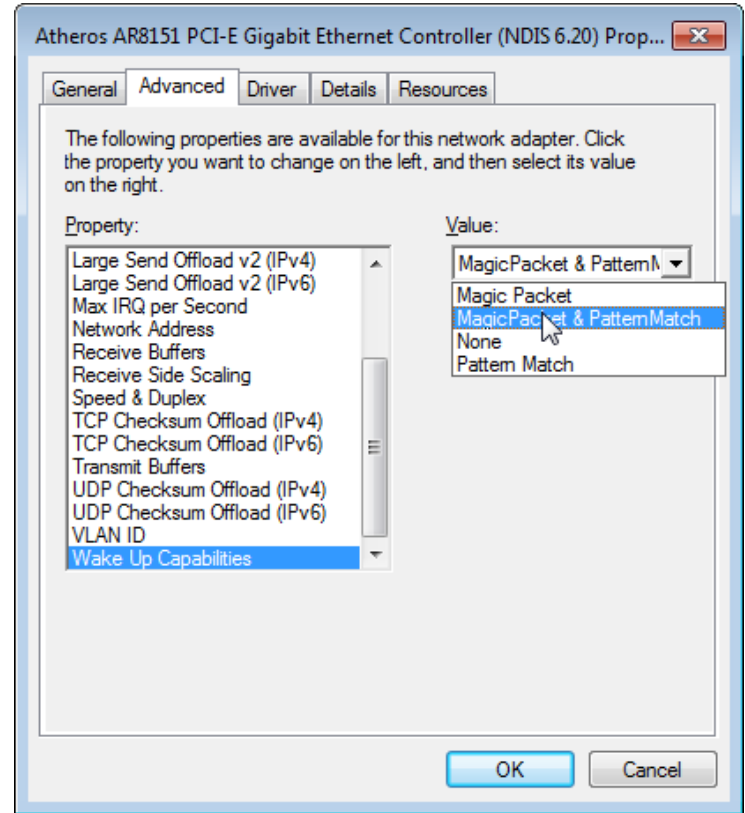 Atheros AR8151 PCI-E Gigabit Ethernet Controller (NDIS 6.20) Prop...
General
Advanced
Driver
Details
Resources
The following properties are available for this network adapter. Click
the property you want to change on the left, and then select its value
on the right.
Property:
Large Send Offload v2 (IPv4)
Large Send Offload v2 (IPv6)
Max IRQ per Second
Network Address
Receive Buffers
Receive Side Scaling
Speed & Duplex
TCP Checksum Offload (IPv4)
TCP Checksum Offload (IPv6)
Transmit Buffers
UDP Checksum Offload (IPv4)
UDP Checksum Offload (IPv6)
VLAN ID
Wake Up Capabilities
Value:
MagicPacket & PatternM
Magic Packet
MagicPacket & PatternMatch
None
Pattern Match
OK
Cancel